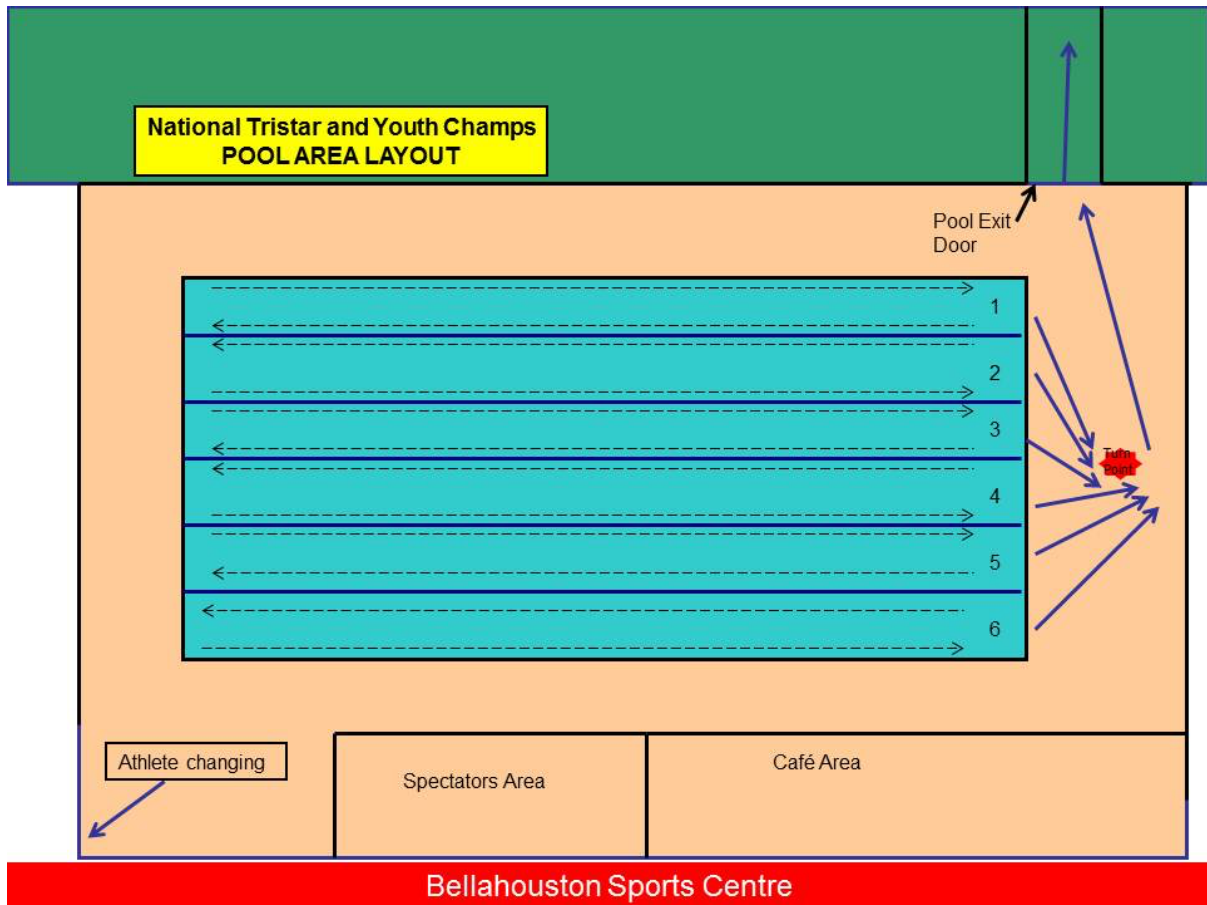 National Tristar and Youth Champs
POOL AREA LAYOUT
Pool Exit
Door
1
2
3
Turn
Point
4
5
6
Athlete changing
Spectators Area
Café Area
Bellahouston Sports Centre